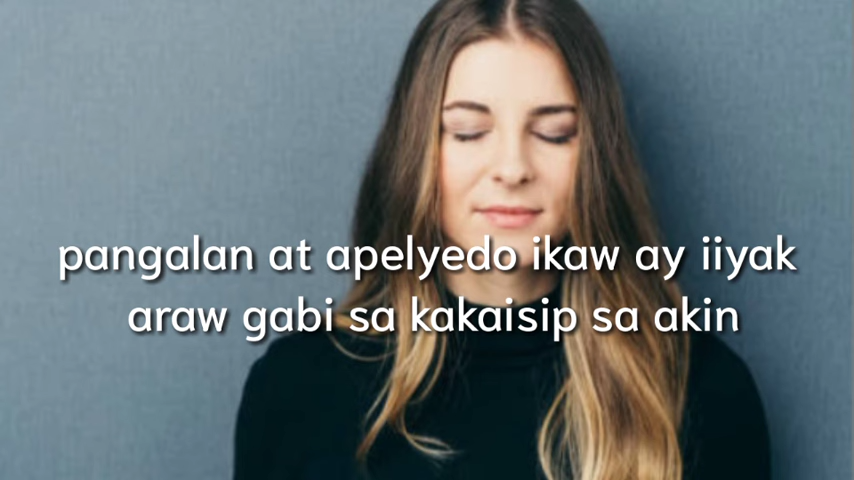 pangalan at apelyedo ikaw ay iiyak
araw gabi sa kakaisip sa akin